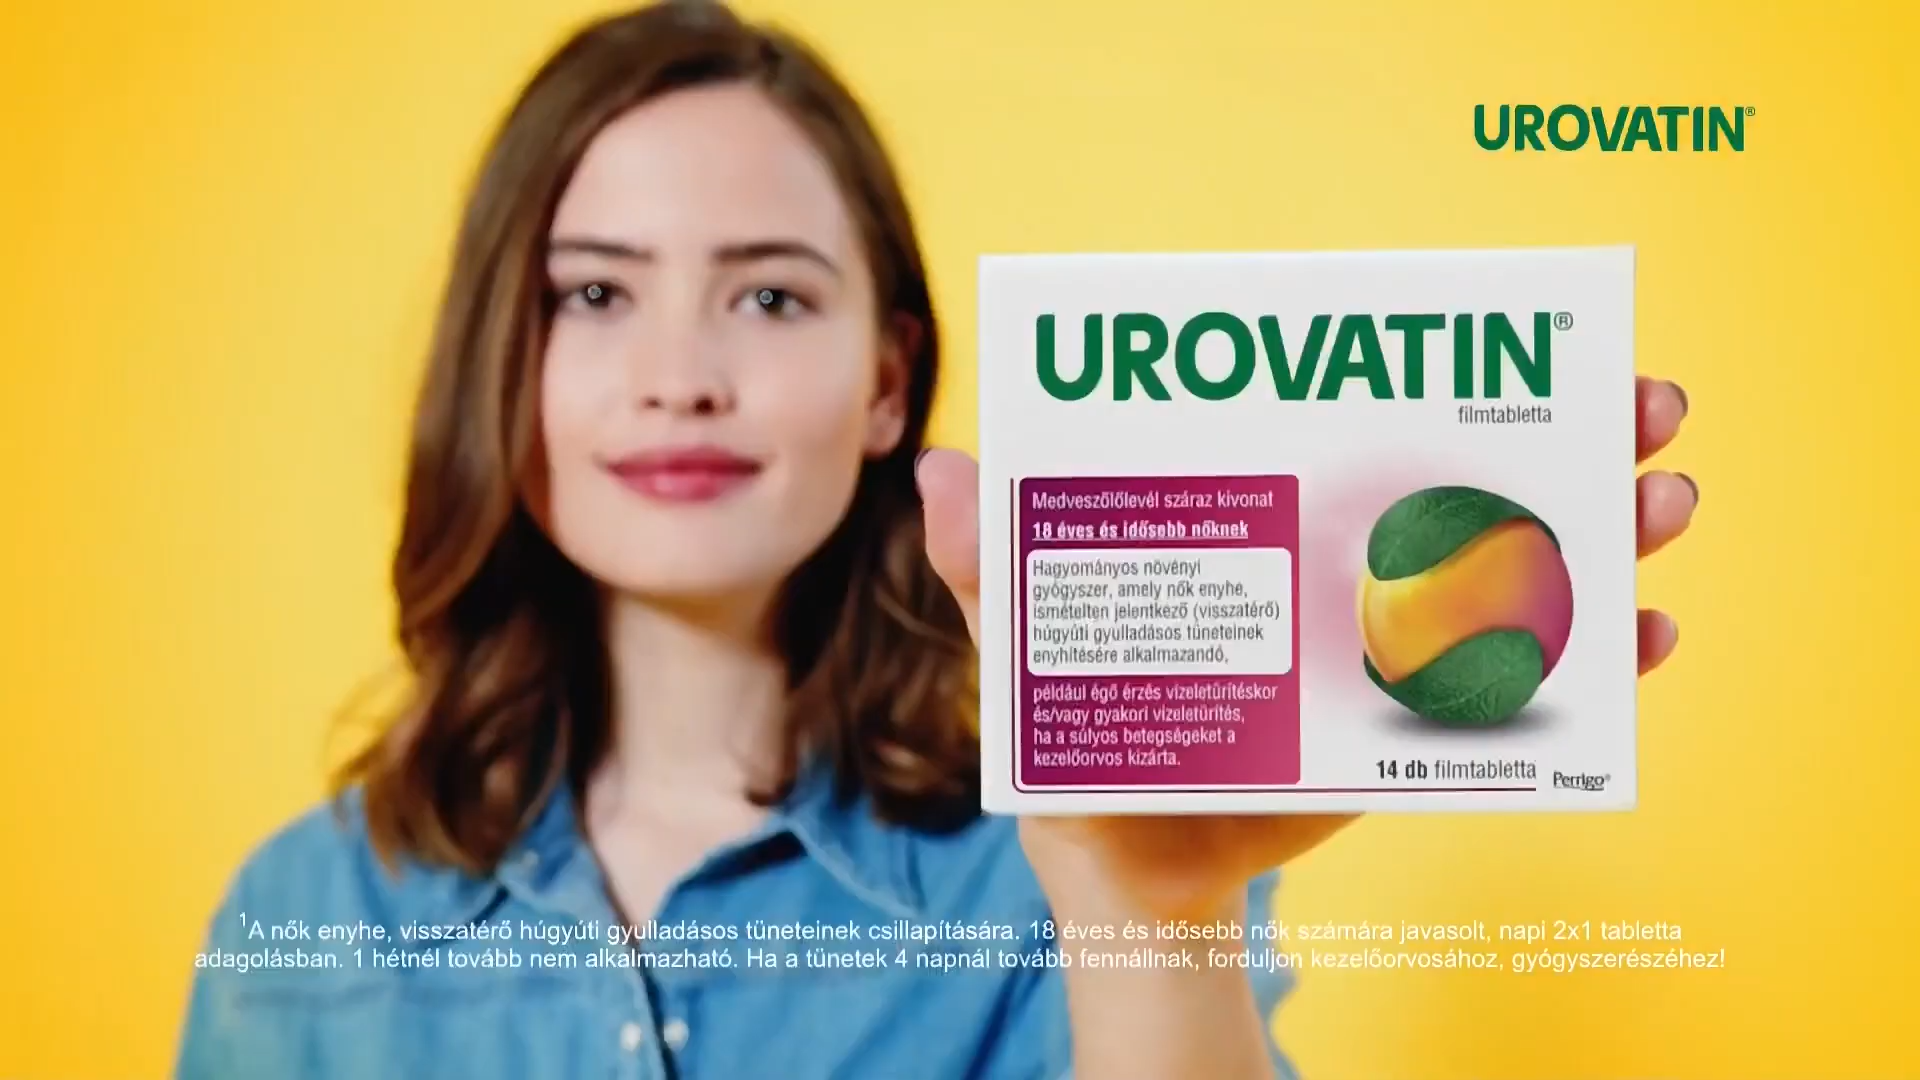 UROVATIN®
UROVATIN®
filmtabletta
Medveszőlőlevél száraz kivonat
18 éves és idősebb nőknek
Hagyományos növényi
gyógyszer, amely nők enyhe,
ismételten jelentkező (visszatérő)
húgyúti gyulladásos tüneteinek
enyhítésére alkalmazandó,
például égő érzés vizeletürítéskor
és/vagy gyakori vizeletürítés,
ha a súlyos betegségeket a
kezelőorvos kizárta.
14 db filmtabletta
Perrigo®
¹A nők enyhe, visszatérő húgyúti gyulladásos tüneteinek csillapítására. 18 éves és idősebb nők számára javasolt, napi 2x1 tabletta
adagolásban. 1 hétnél tovább nem alkalmazható. Ha a tünetek 4 napnál tovább fennállnak, forduljon kezelőorvosához, gyógyszerészéhez!